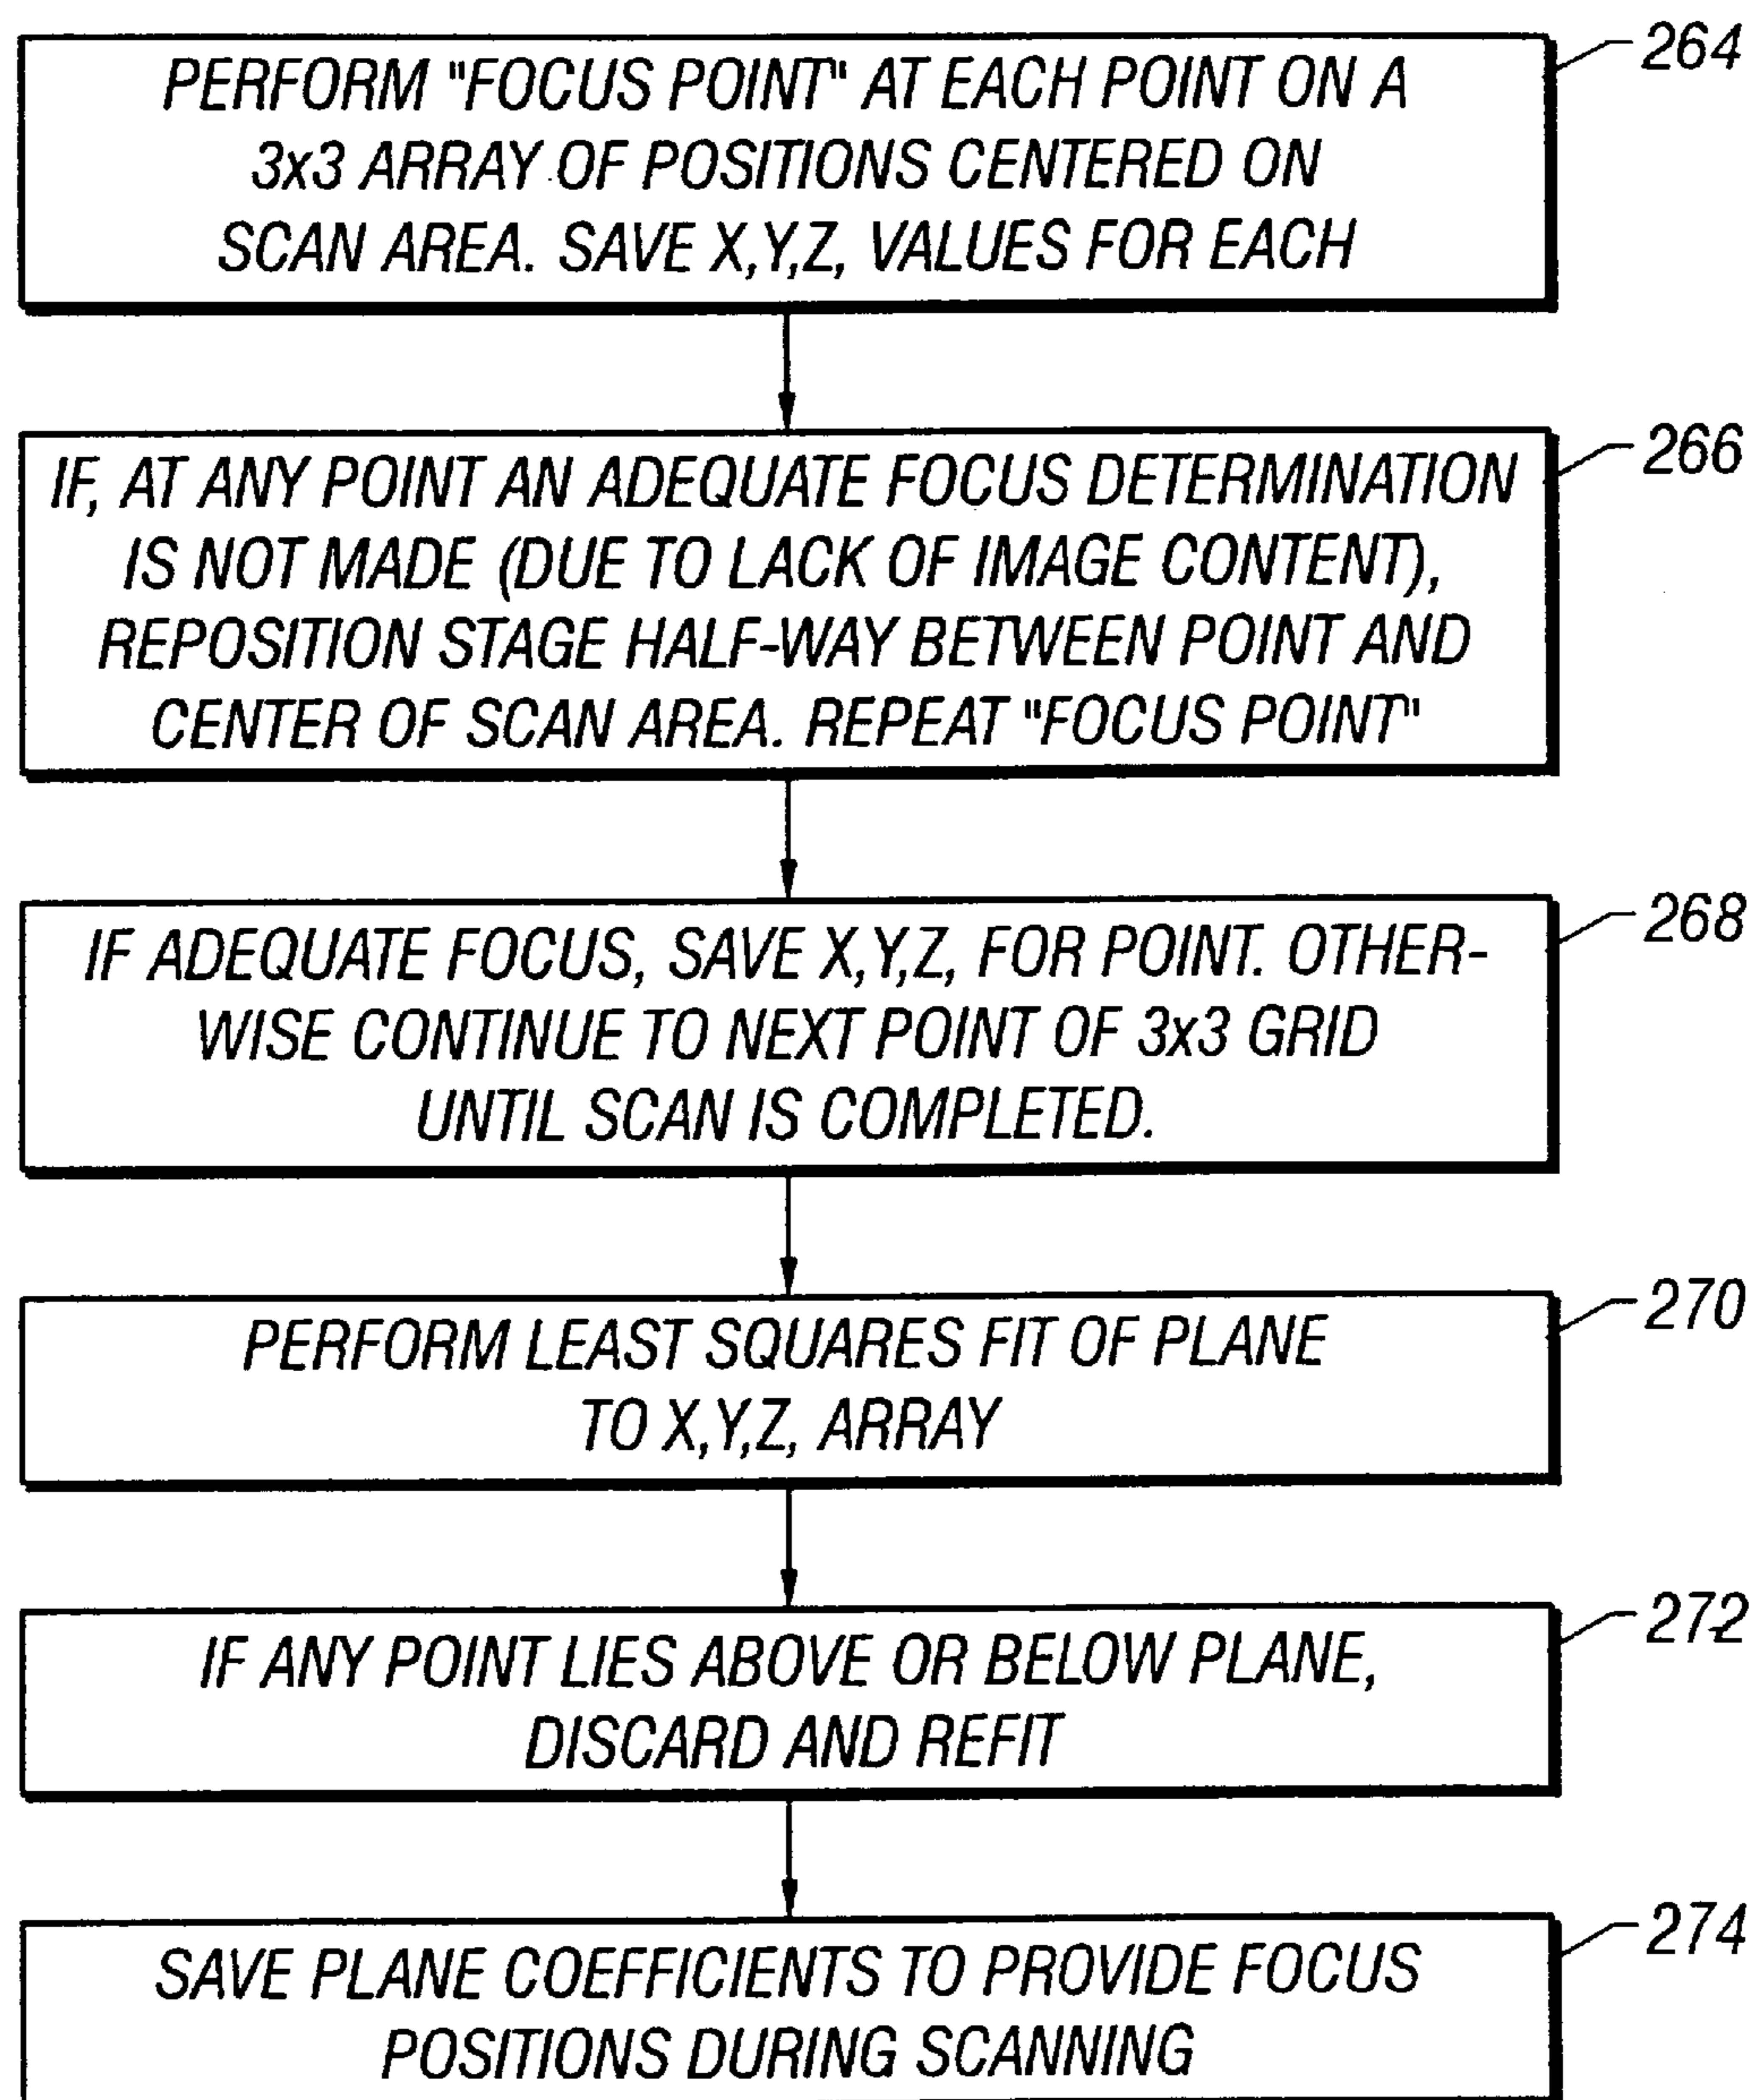 264
PERFORM "FOCUS POINT" AT EACH POINT ON A
3x3 ARRAY OF POSITIONS CENTERED ON
SCAN AREA. SAVE X,Y,Z, VALUES FOR EACH
266
IF, AT ANY POINT AN ADEQUATE FOCUS DETERMINATION
IS NOT MADE (DUE TO LACK OF IMAGE CONTENT),
REPOSITION STAGE HALF-WAY BETWEEN POINT AND
CENTER OF SCAN AREA. REPEAT "FOCUS POINT"
268
IF ADEQUATE FOCUS, SAVE X,Y,Z, FOR POINT. OTHER-
WISE CONTINUE TO NEXT POINT OF 3x3 GRID
UNTIL SCAN IS COMPLETED.
270
PERFORM LEAST SQUARES FIT OF PLANE
TO X,Y,Z, ARRAY
272
IF ANY POINT LIES ABOVE OR BELOW PLANE,
DISCARD AND REFIT
274
SAVE PLANE COEFFICIENTS TO PROVIDE FOCUS
POSITIONS DURING SCANNING